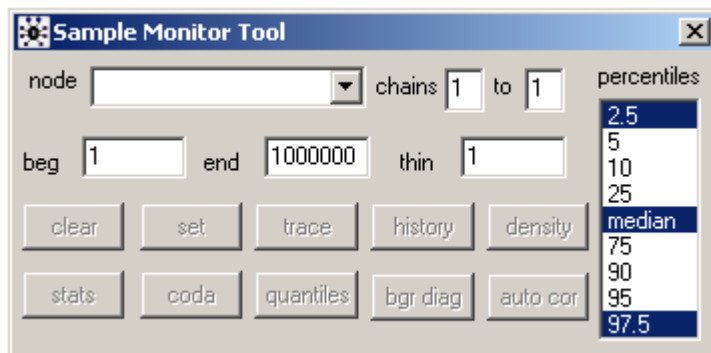 Sample Monitor Tool
node chains 1 to 1 percentiles
2.5
5
beg 1 end 1000000 thin 1 10
25
clear set trace history density median
75
90
stats coda quantiles bgr diag auto cor 95
97.5